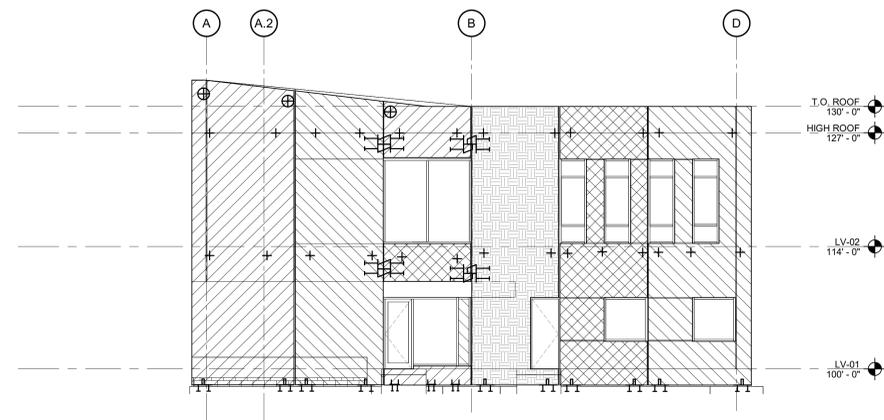 A
A.2
B
D
T.O. ROOF
130' - 0"
HIGH ROOF
127' - 0"
LV-02
114' - 0"
LV-01
100' - 0"